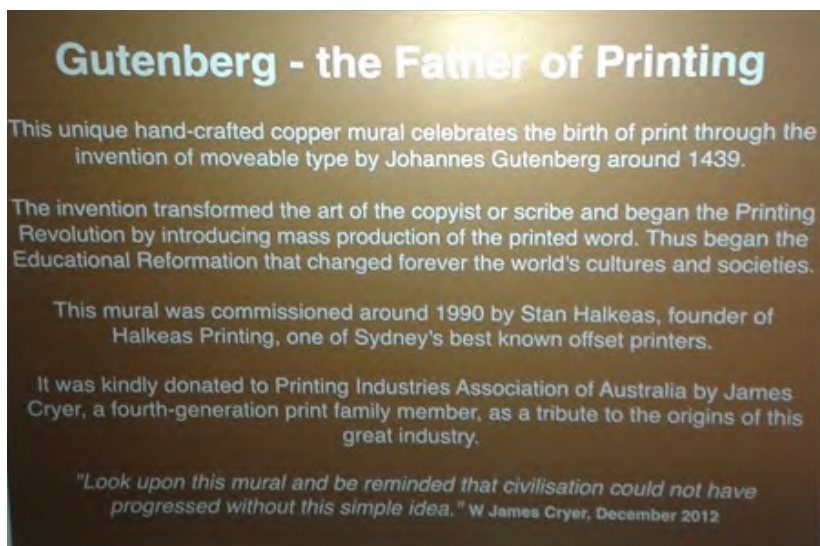 Gutenberg - the Father of Printing
This unique hand-crafted copper mural celebrates the birth of print through the
invention of moveable type by Johannes Gutenberg around 1439.
The invention transformed the art of the copyist or scribe and began the Printing
Revolution by introducing mass production of the printed word. Thus began the
Educational Reformation that changed forever the world's cultures and societies.
This mural was commissioned around 1990 by Stan Halkeas, founder of
Halkeas Printing, one of Sydney's best known offset printers.
It was kindly donated to Printing Industries Association of Australia by James
Cryer, a fourth-generation print family member, as a tribute to the origins of this
great industry.
"Look upon this mural and be reminded that civilisation could not have
progressed without this simple idea." W James Cryer, December 2012